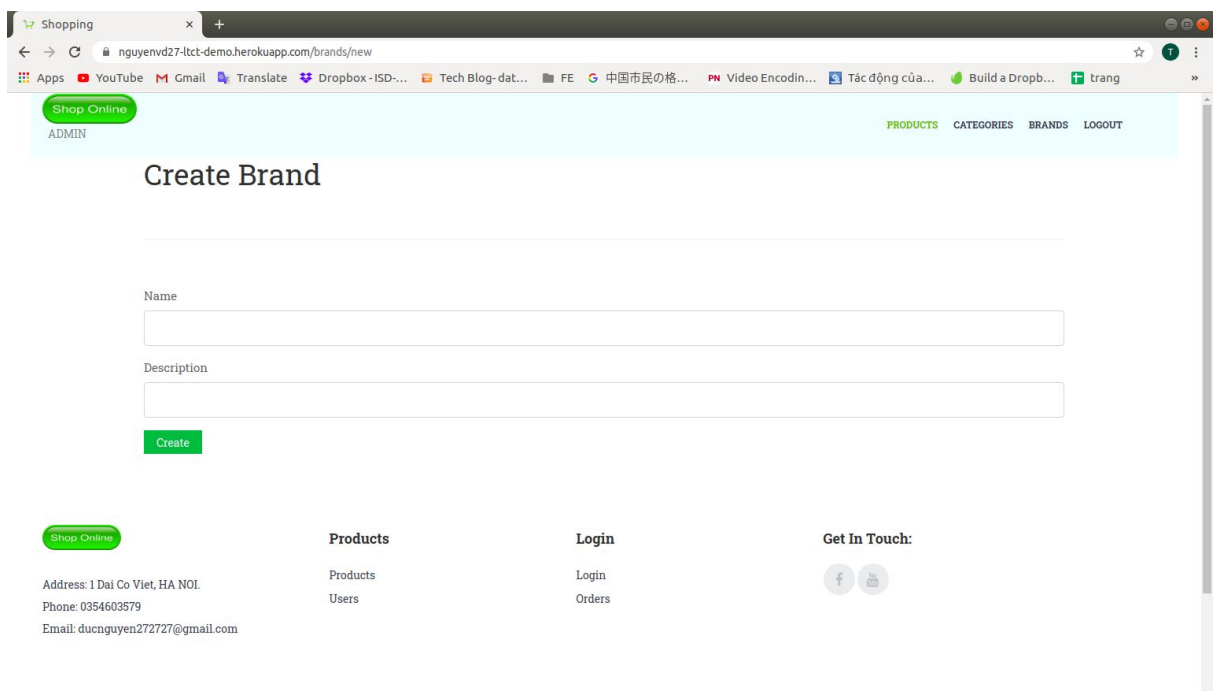 Shopping
nguyenvd27-ltct-demo.herokuapp.com/brands/new
T
Apps YouTube Gmail Translate Dropbox - ISD-... Tech Blog- dat... FE 中国市民の格... PN Video Encodin... Tác động của... Build a Dropb... trang »
Shop Online
ADMIN
PRODUCTS CATEGORIES BRANDS LOGOUT
Create Brand
Name
Description
Create
Shop Online
Address: 1 Dai Co Viet, HA NOI.
Phone: 0354603579
Email: ducnguyen272727@gmail.com
Products
Products
Users
Login
Login
Orders
Get In Touch: